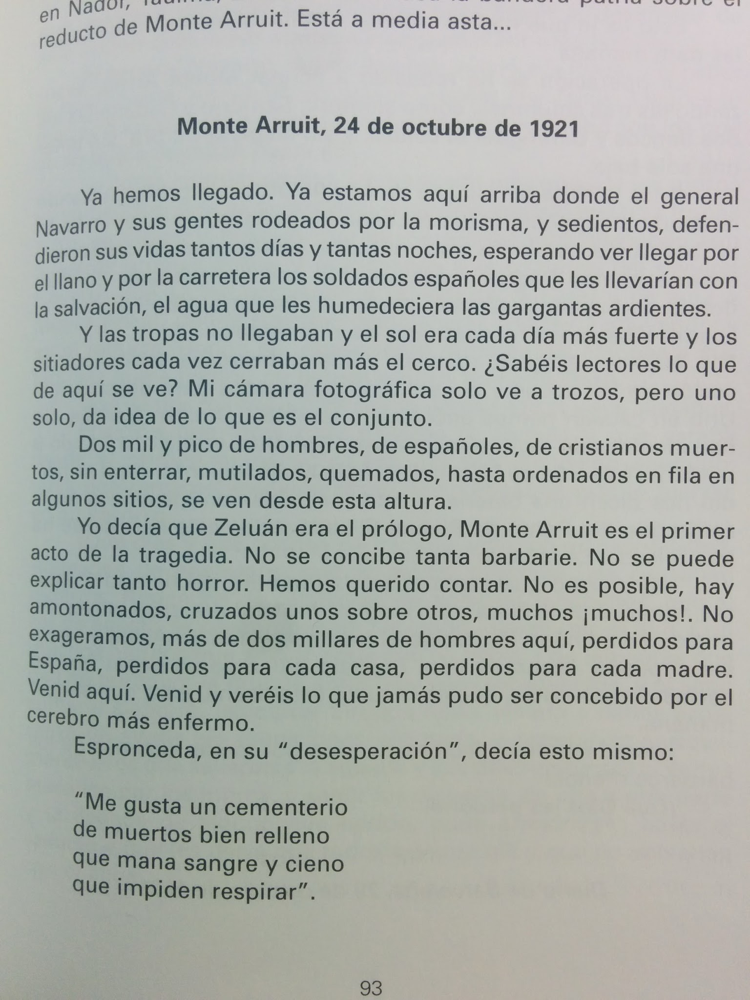 en Nador, patria sobre el
reducto de Monte Arruit. Está a media asta...
Monte Arruit, 24 de octubre de 1921
Ya hemos llegado. Ya estamos aquí arriba donde el general
Navarro y sus gentes rodeados por la morisma, y sedientos, defen-
dieron sus vidas tantos días y tantas noches, esperando ver llegar por
el llano y por la carretera los soldados españoles que les llevarían con
la salvación, el agua que les humedeciera las gargantas ardientes.
Y las tropas no llegaban y el sol era cada día más fuerte y los
sitiadores cada vez cerraban más el cerco. ¿Sabéis lectores lo que
de aquí se ve? Mi cámara fotográfica solo ve a trozos, pero uno
solo, da idea de lo que es el conjunto.
Dos mil y pico de hombres, de españoles, de cristianos muer-
tos, sin enterrar, mutilados, quemados, hasta ordenados en fila en
algunos sitios, se ven desde esta altura.
Yo decía que Zeluán era el prólogo, Monte Arruit es el primer
acto de la tragedia. No se concibe tanta barbarie. No se puede
explicar tanto horror. Hemos querido contar. No es posible, hay
amontonados, cruzados unos sobre otros, muchos ¡muchos!. No
exageramos, más de dos millares de hombres aquí, perdidos para
España, perdidos para cada casa, perdidos para cada madre.
Venid aquí. Venid y veréis lo que jamás pudo ser concebido por el
cerebro más enfermo.
Espronceda, en su “desesperación”, decía esto mismo:
“Me gusta un cementerio
de muertos bien relleno
que mana sangre y cieno
que impiden respirar”.
93